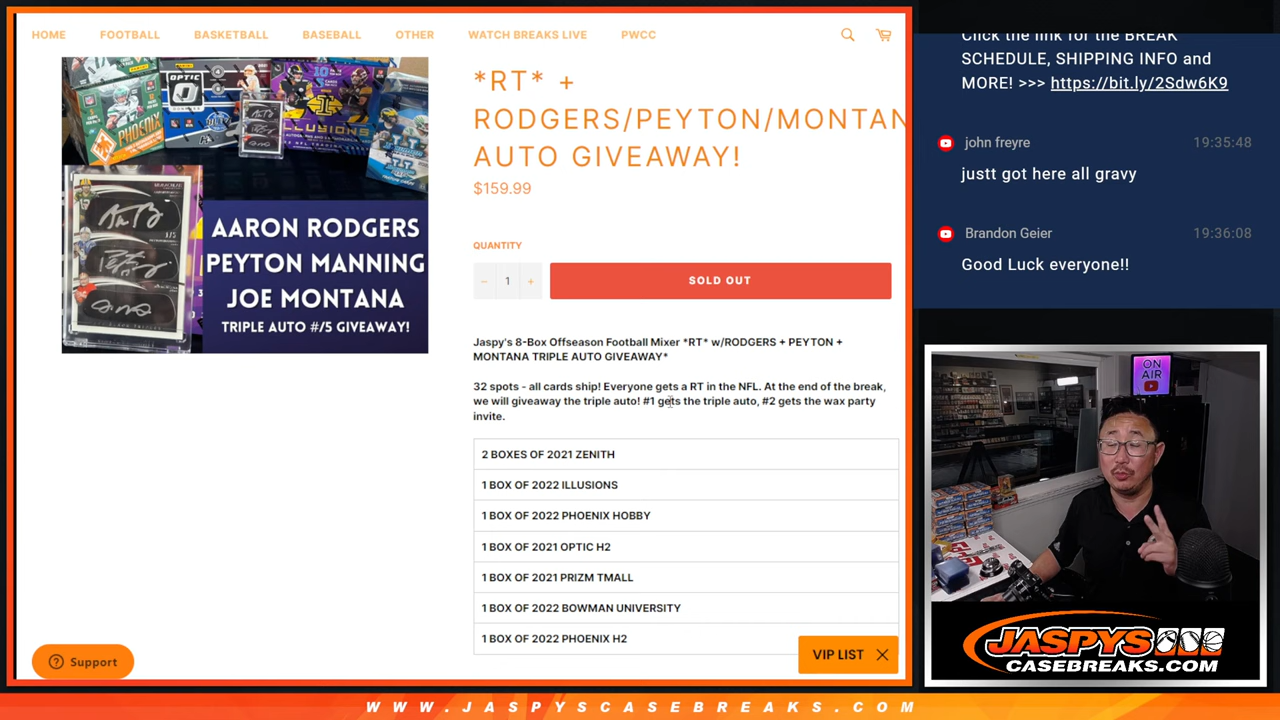 HOME FOOTBALL BASKETBALL BASEBALL OTHER WATCH BREAKS LIVE PWCC
PHOENIX
OPTIC
ILLUSIONS
AARON RODGERS
PEYTON MANNING
JOE MONTANA
TRIPLE AUTO #/5 GIVEAWAY!
*RT* +
RODGERS/PEYTON/MONTAN
AUTO GIVEAWAY!
$159.99
QUANTITY
− 1 +
SOLD OUT
Jaspy's 8-Box Offseason Football Mixer *RT* w/RODGERS + PEYTON +
MONTANA TRIPLE AUTO GIVEAWAY*
32 spots - all cards ship! Everyone gets a RT in the NFL. At the end of the break,
we will giveaway the triple auto! #1 gets the triple auto, #2 gets the wax party
invite.
2 BOXES OF 2021 ZENITH
1 BOX OF 2022 ILLUSIONS
1 BOX OF 2022 PHOENIX HOBBY
1 BOX OF 2021 OPTIC H2
1 BOX OF 2021 PRIZM TMALL
1 BOX OF 2022 BOWMAN UNIVERSITY
1 BOX OF 2022 PHOENIX H2
Support
VIP LIST
Click the link for the BREAK
SCHEDULE, SHIPPING INFO and
MORE! >>> https://bit.ly/2Sdw6K9
john freyre 19:35:48
justt got here all gravy
Brandon Geier 19:36:08
Good Luck everyone!!
ON
AIR
JASPYS
CASEBREAKS.COM
WWW.JASPYSCASEBREAKS.COM